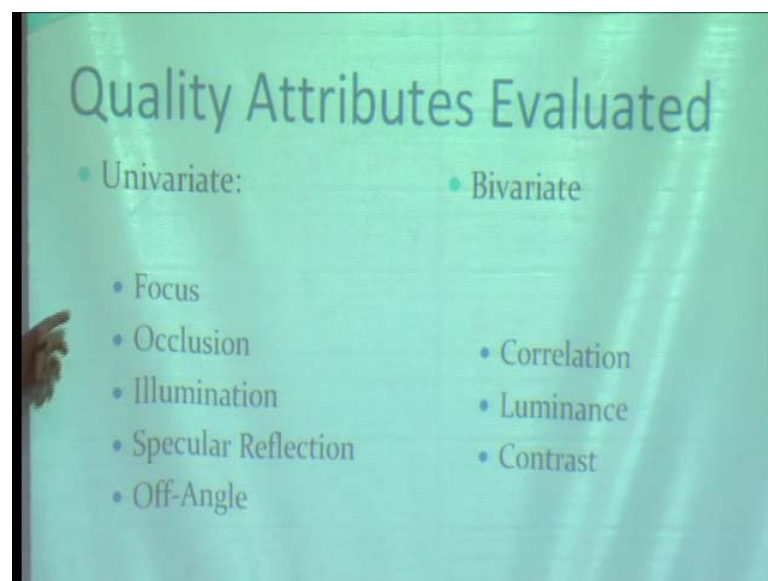 Quality Attributes Evaluated
• Univariate:
• Focus
• Occlusion
• Illumination
• Specular Reflection
• Off-Angle
• Bivariate
• Correlation
• Luminance
• Contrast